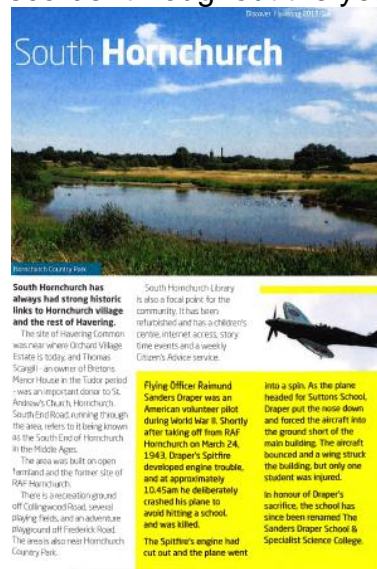 Discover Havering 2013
South Hornchurch
Hornchurch Country Park
South Hornchurch has
always had strong historic
links to Hornchurch village
and the rest of Havering.
The site of Havering Common
was near where Orchard Village
Estate is today, and Thomas
Scargill - an owner of Bretons
Manor House in the Tudor period
- was an important donor to St.
Andrew's Church, Hornchurch.
South End Road, running through
the area, refers to it being known
as the South End of Hornchurch
in the Middle Ages.
The area was built on open
farmland and the former site of
RAF Hornchurch.
There is a recreation ground
off Collingwood Road, several
playing fields, and an adventure
playground off Frederick Road.
The area is also near Hornchurch
Country Park.
South Hornchurch Library
is also a focal point for the
community. It has been
refurbished and has a children's
centre, internet access, story
time events and a weekly
Citizen's Advice service.
Flying Officer Raimund
Sanders Draper was an
American volunteer pilot
during World War II. Shortly
after taking off from RAF
Hornchurch on March 24,
1943, Draper's Spitfire
developed engine trouble,
and at approximately
10.45am he deliberately
crashed his plane to
avoid hitting a school,
and was killed.
The Spitfire's engine had
cut out and the plane went
into a spin. As the plane
headed for Suttons School,
Draper put the nose down
and forced the aircraft into
the ground short of the
main building. The aircraft
bounced and a wing struck
the building, but only one
student was injured.
In honour of Draper's
sacrifice, the school has
since been renamed The
Sanders Draper School &
Specialist Science College.